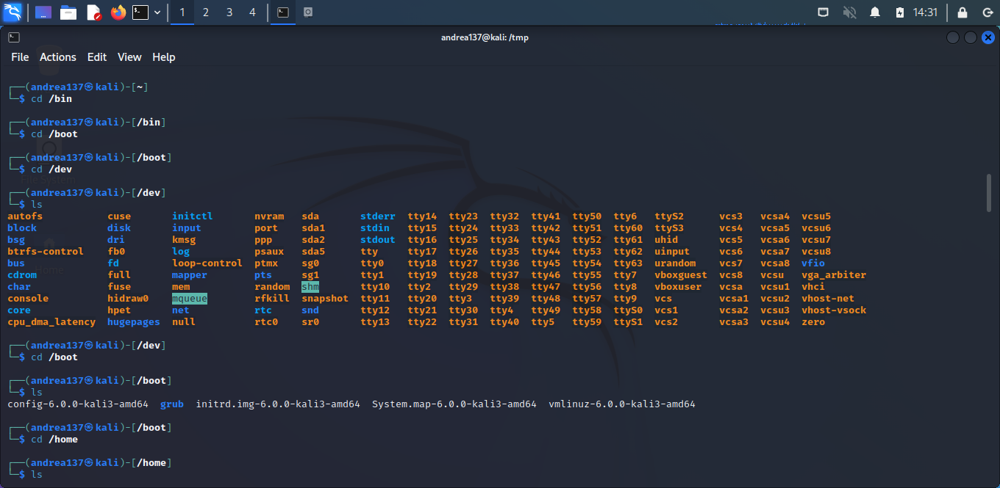 1 2 3 4 14:31
andrea137@kali: /tmp
File Actions Edit View Help
┌──(andrea137㉿kali)-[~]
└─$ cd /bin
┌──(andrea137㉿kali)-[/bin]
└─$ cd /boot
┌──(andrea137㉿kali)-[/boot]
└─$ cd /dev
┌──(andrea137㉿kali)-[/dev]
└─$ ls
autofs cuse initctl nvram sda stderr tty14 tty23 tty32 tty41 tty50 tty6 ttyS2 vcs3 vcsa4 vcsu5
block disk input port sda1 stdin tty15 tty24 tty33 tty42 tty51 tty60 ttyS3 vcs4 vcsa5 vcsu6
bsg dri kmsg ppp sda2 stdout tty16 tty25 tty34 tty43 tty52 tty61 uhid vcs5 vcsa6 vcsu7
btrfs-control fb0 log psaux sda5 tty tty17 tty26 tty35 tty44 tty53 tty62 uinput vcs6 vcsa7 vcsu8
bus fd loop-control ptmx sg0 tty0 tty18 tty27 tty36 tty45 tty54 tty63 urandom vcs7 vcsa8 vfio
cdrom full mapper pts sg1 tty1 tty19 tty28 tty37 tty46 tty55 tty7 vboxguest vcs8 vcsu vga_arbiter
char fuse mem random shm tty10 tty2 tty29 tty38 tty47 tty56 tty8 vboxuser vcsa vcsu1 vhci
console hidraw0 mqueue rfkill snapshot tty11 tty20 tty3 tty39 tty48 tty57 tty9 vcs vcsa1 vcsu2 vhost-net
core hpet net rtc snd tty12 tty21 tty30 tty4 tty49 tty58 ttyS0 vcs1 vcsa2 vcsu3 vhost-vsock
cpu_dma_latency hugepages null rtc0 sr0 tty13 tty22 tty31 tty40 tty5 tty59 ttyS1 vcs2 vcsa3 vcsu4 zero
┌──(andrea137㉿kali)-[/dev]
└─$ cd /boot
┌──(andrea137㉿kali)-[/boot]
└─$ ls
config-6.0.0-kali3-amd64 grub initrd.img-6.0.0-kali3-amd64 System.map-6.0.0-kali3-amd64 vmlinuz-6.0.0-kali3-amd64
┌──(andrea137㉿kali)-[/boot]
└─$ cd /home
┌──(andrea137㉿kali)-[/home]
└─$ ls
File System
Home